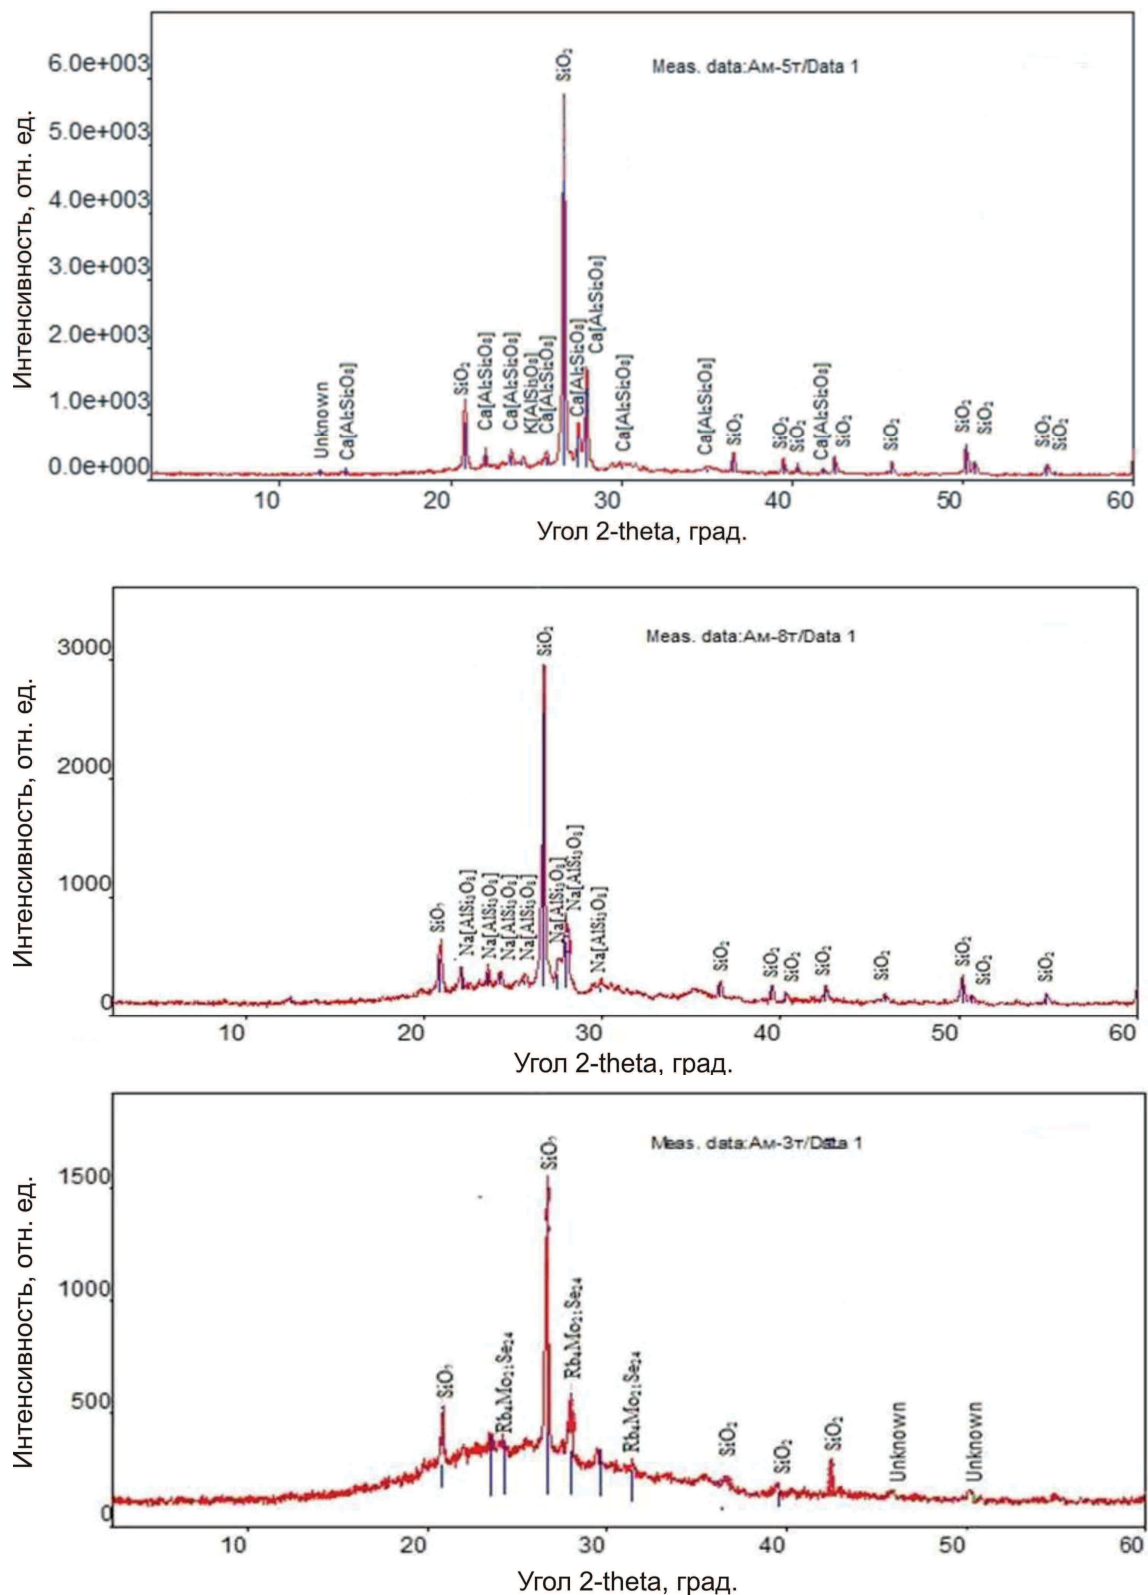 Интенсивность, отн. ед.
6.0e+003
5.0e+003
4.0e+003
3.0e+003
2.0e+003
1.0e+003
0.0e+000
Meas. data:Ам-5т/Data 1
Unknown
Ca[Al₂Si₂O₈]
SiO₂
Ca[Al₂Si₂O₈]
Ca[Al₂Si₂O₈]
K[AlSi₃O₈]
Ca[Al₂Si₂O₈]
SiO₂
Ca[Al₂Si₂O₈]
Ca[Al₂Si₂O₈]
Ca[Al₂Si₂O₈]
Ca[Al₂Si₂O₈]
SiO₂
SiO₂
SiO₂
Ca[Al₂Si₂O₈]
SiO₂
SiO₂
SiO₂
SiO₂
SiO₂
SiO₂
10 20 30 40 50 60
Угол 2-theta, град.
Интенсивность, отн. ед.
3000
2000
1000
0
Meas. data:Ам-8т/Data 1
SiO₂
Na[AlSi₃O₈]
Na[AlSi₃O₈]
Na[AlSi₃O₈]
Na[AlSi₃O₈]
SiO₂
Na[AlSi₃O₈]
Na[AlSi₃O₈]
Na[AlSi₃O₈]
SiO₂
SiO₂
SiO₂
SiO₂
SiO₂
SiO₂
SiO₂
SiO₂
10 20 30 40 50 60
Угол 2-theta, град.
Интенсивность, отн. ед.
1500
1000
500
0
Meas. data:Ам-3т/Data 1
SiO₂
Rb₄Mo₂₁Se₂₄
SiO₂
Rb₄Mo₂₁Se₂₄
Rb₄Mo₂₁Se₂₄
SiO₂
SiO₂
SiO₂
Unknown
Unknown
10 20 30 40 50 60
Угол 2-theta, град.